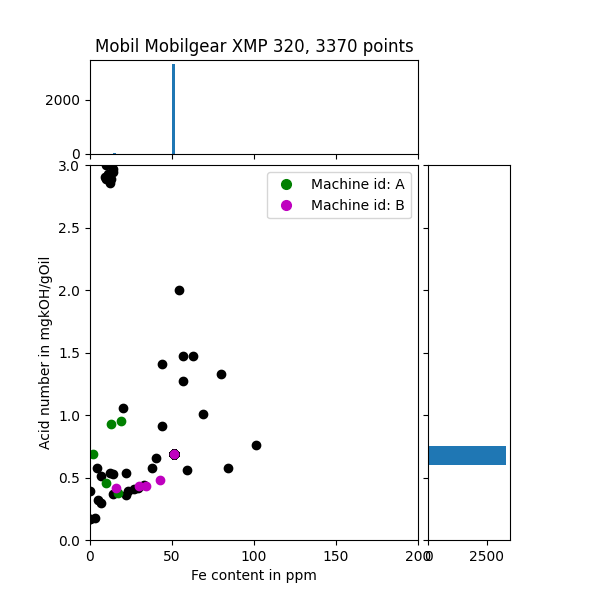 Mobil Mobilgear XMP 320, 3370 points
2000
0
3.0
2.5
2.0
1.5
1.0
0.5
0.0
Acid number in mgkOH/gOil
Machine id: A
Machine id: B
0 50 100 150 200
0 2500
Fe content in ppm